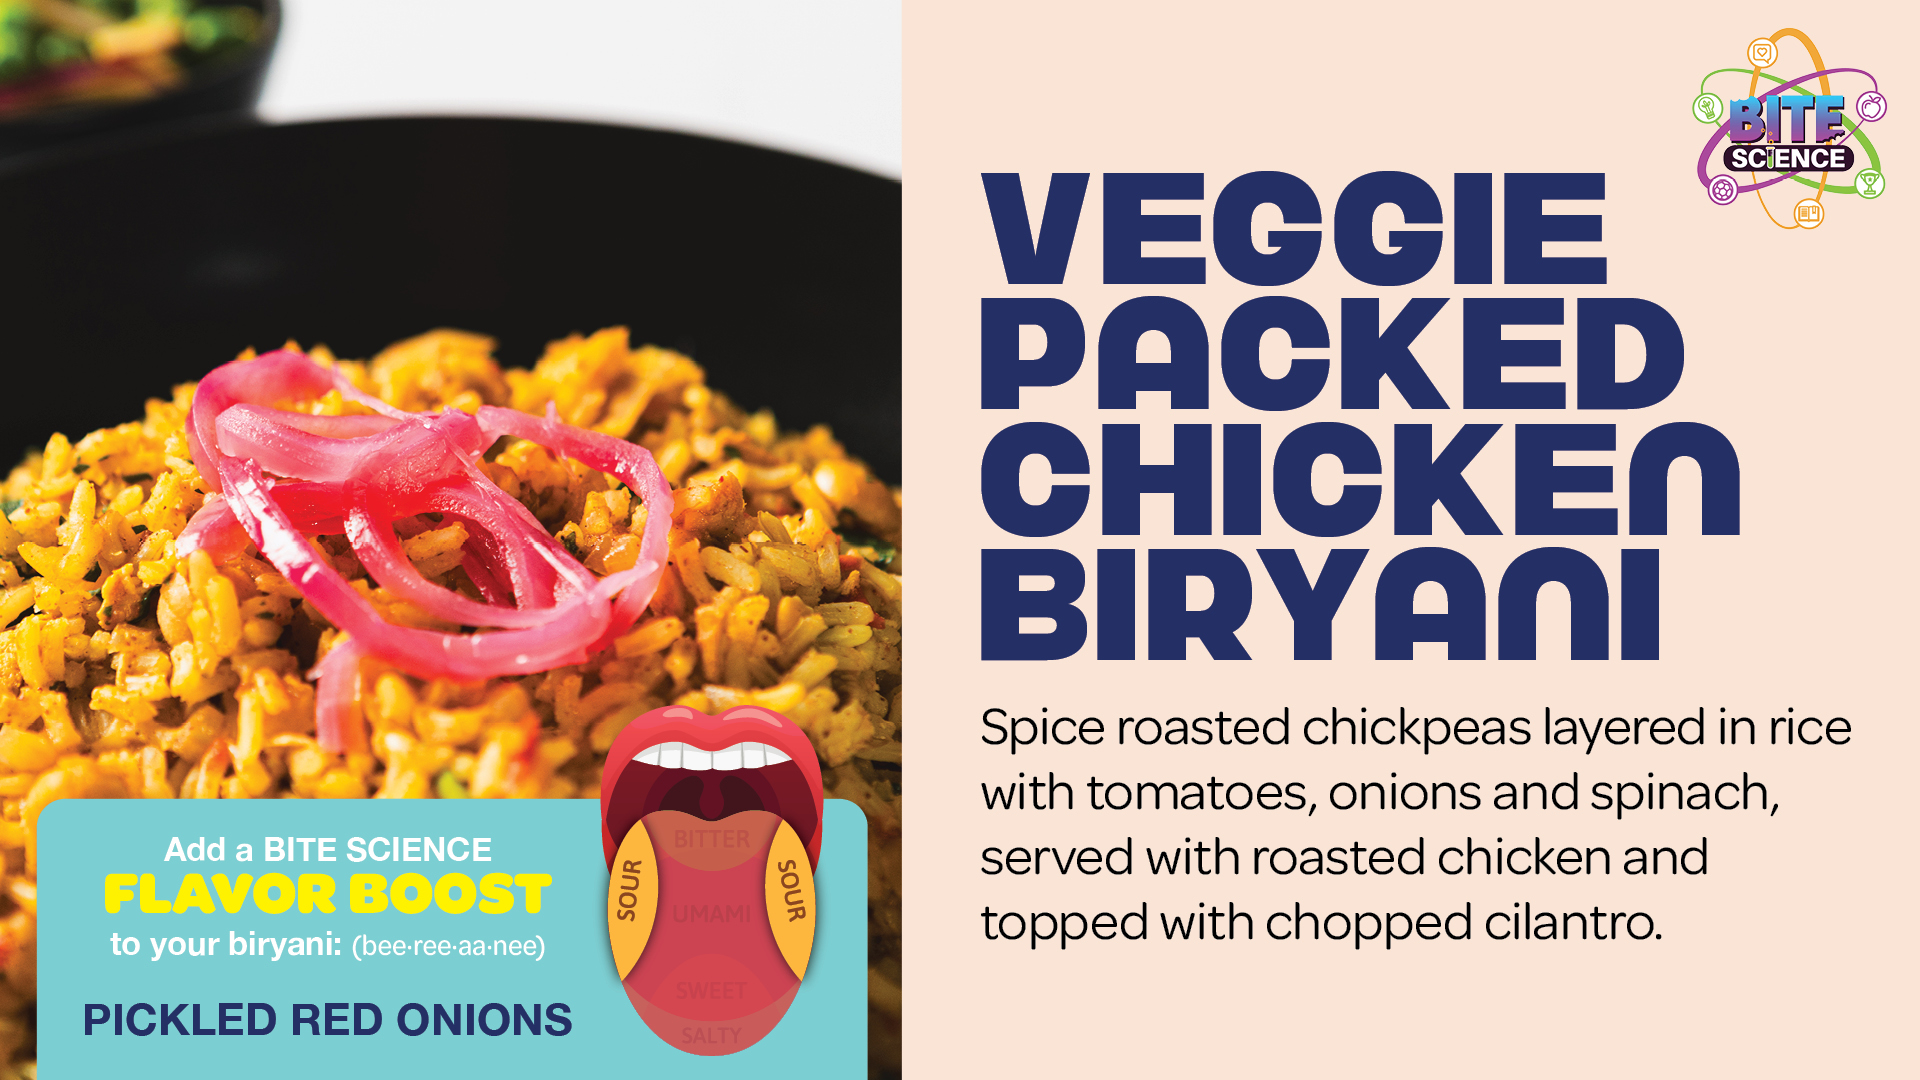 BITE
SCIENCE
VEGGIE
PACKED
CHICKEN
BIRYANI
Spice roasted chickpeas layered in rice
with tomatoes, onions and spinach,
served with roasted chicken and
topped with chopped cilantro.
Add a BITE SCIENCE
FLAVOR BOOST
to your biryani: (bee·ree·aa·nee)
PICKLED RED ONIONS
BITTER
SOUR
SOUR
UMAMI
SWEET
SALTY